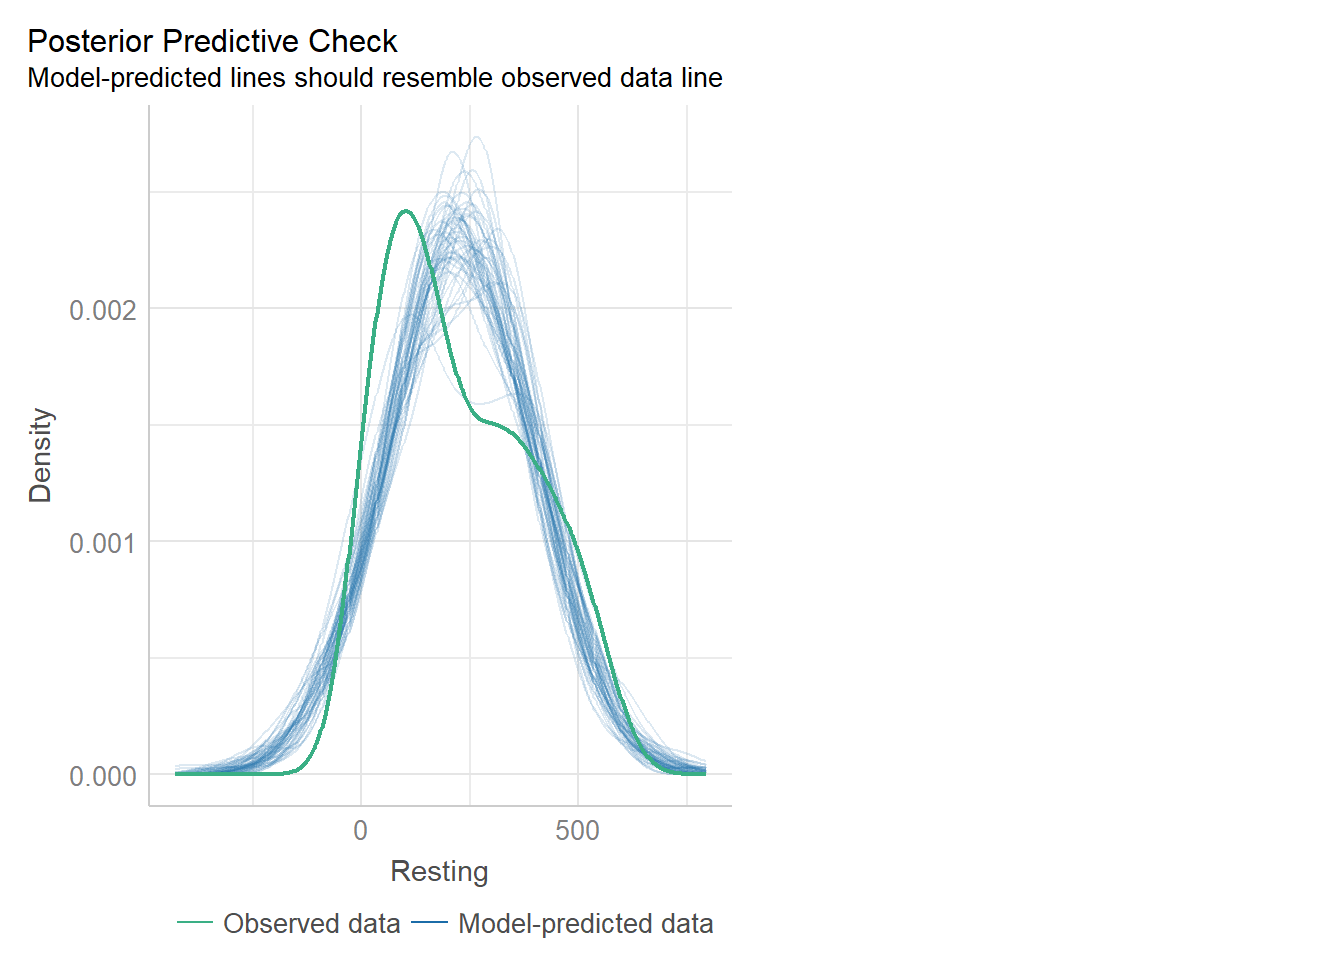 Posterior Predictive Check
Model-predicted lines should resemble observed data line
Density
0.002
0.001
0.000
0
500
Resting
Observed data
Model-predicted data